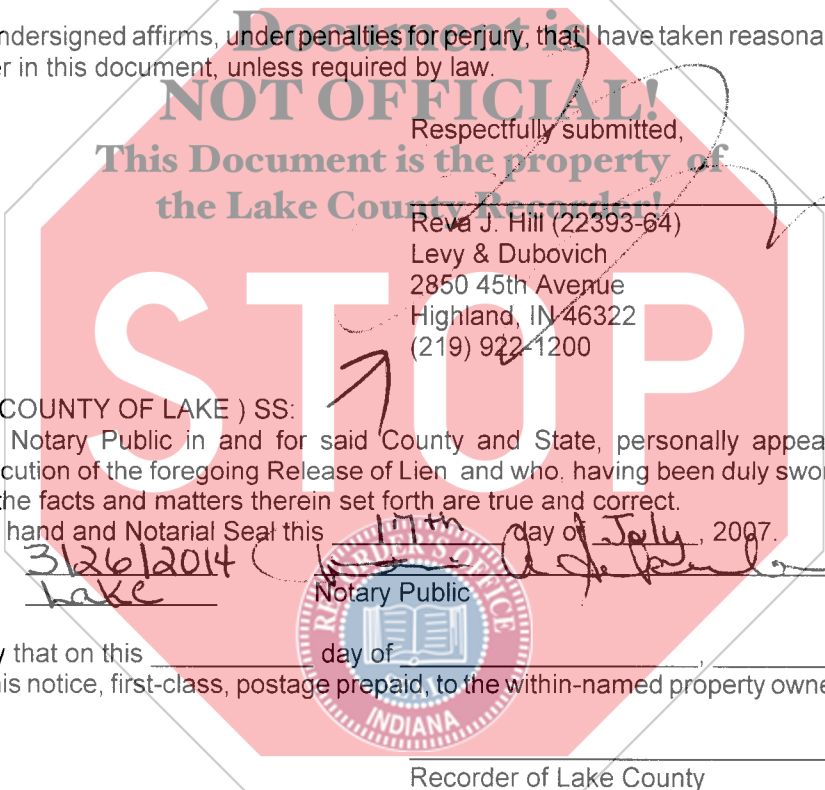 Document is
ndersigned affirms, under penalties for perjury, that I have taken reasona
er in this document, unless required by law.
NOT OFFICIAL!
Respectfully submitted,
This Document is the property of
the Lake County Recorder!
Reva J. Hill (22393-64)
Levy & Dubovich
2850 45th Avenue
Highland, IN 46322
(219) 922-1200
STOP
COUNTY OF LAKE ) SS:
Notary Public in and for said County and State, personally appea
cution of the foregoing Release of Lien and who, having been duly swor
the facts and matters therein set forth are true and correct.
hand and Notarial Seal this 17th day of July, 2007.
3/26/2014
Lake
Notary Public
RECORDER'S OFFICE
INDIANA
y that on this day of ,
is notice, first-class, postage prepaid, to the within-named property owne
Recorder of Lake County